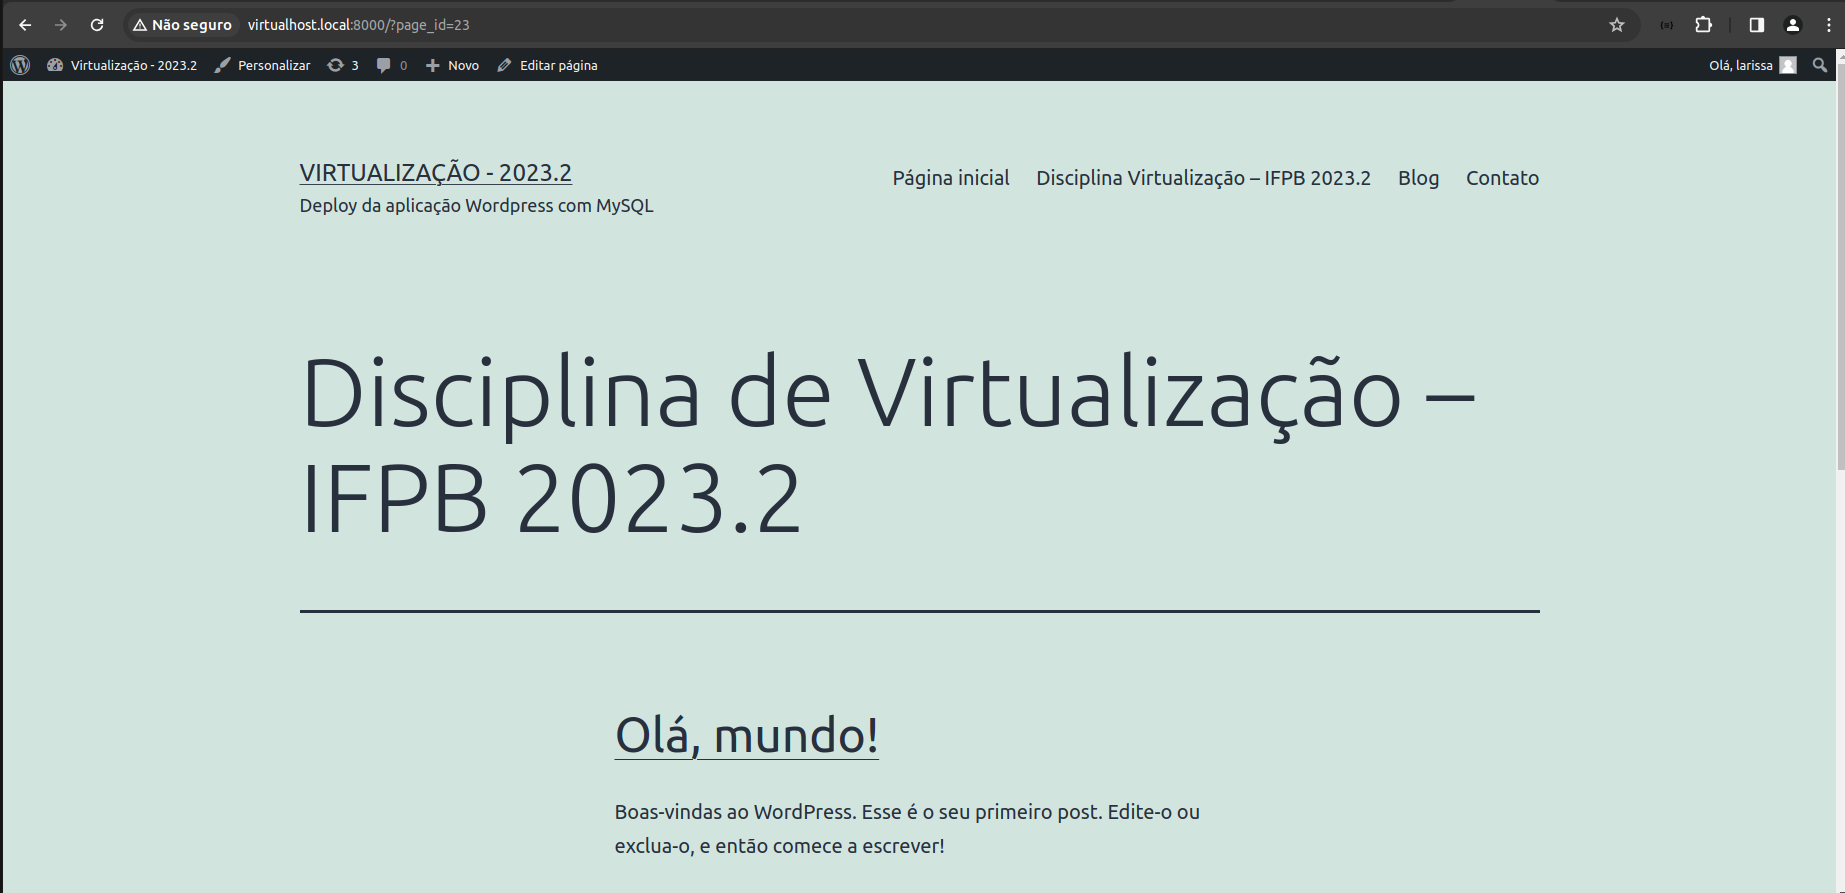 Não seguro virtualhost.local:8000/?page_id=23
Virtualização - 2023.2 Personalizar 3 0 Novo Editar página Olá, larissa
VIRTUALIZAÇÃO - 2023.2
Deploy da aplicação Wordpress com MySQL
Página inicial Disciplina Virtualização – IFPB 2023.2 Blog Contato
Disciplina de Virtualização –
IFPB 2023.2
Olá, mundo!
Boas-vindas ao WordPress. Esse é o seu primeiro post. Edite-o ou
exclua-o, e então comece a escrever!